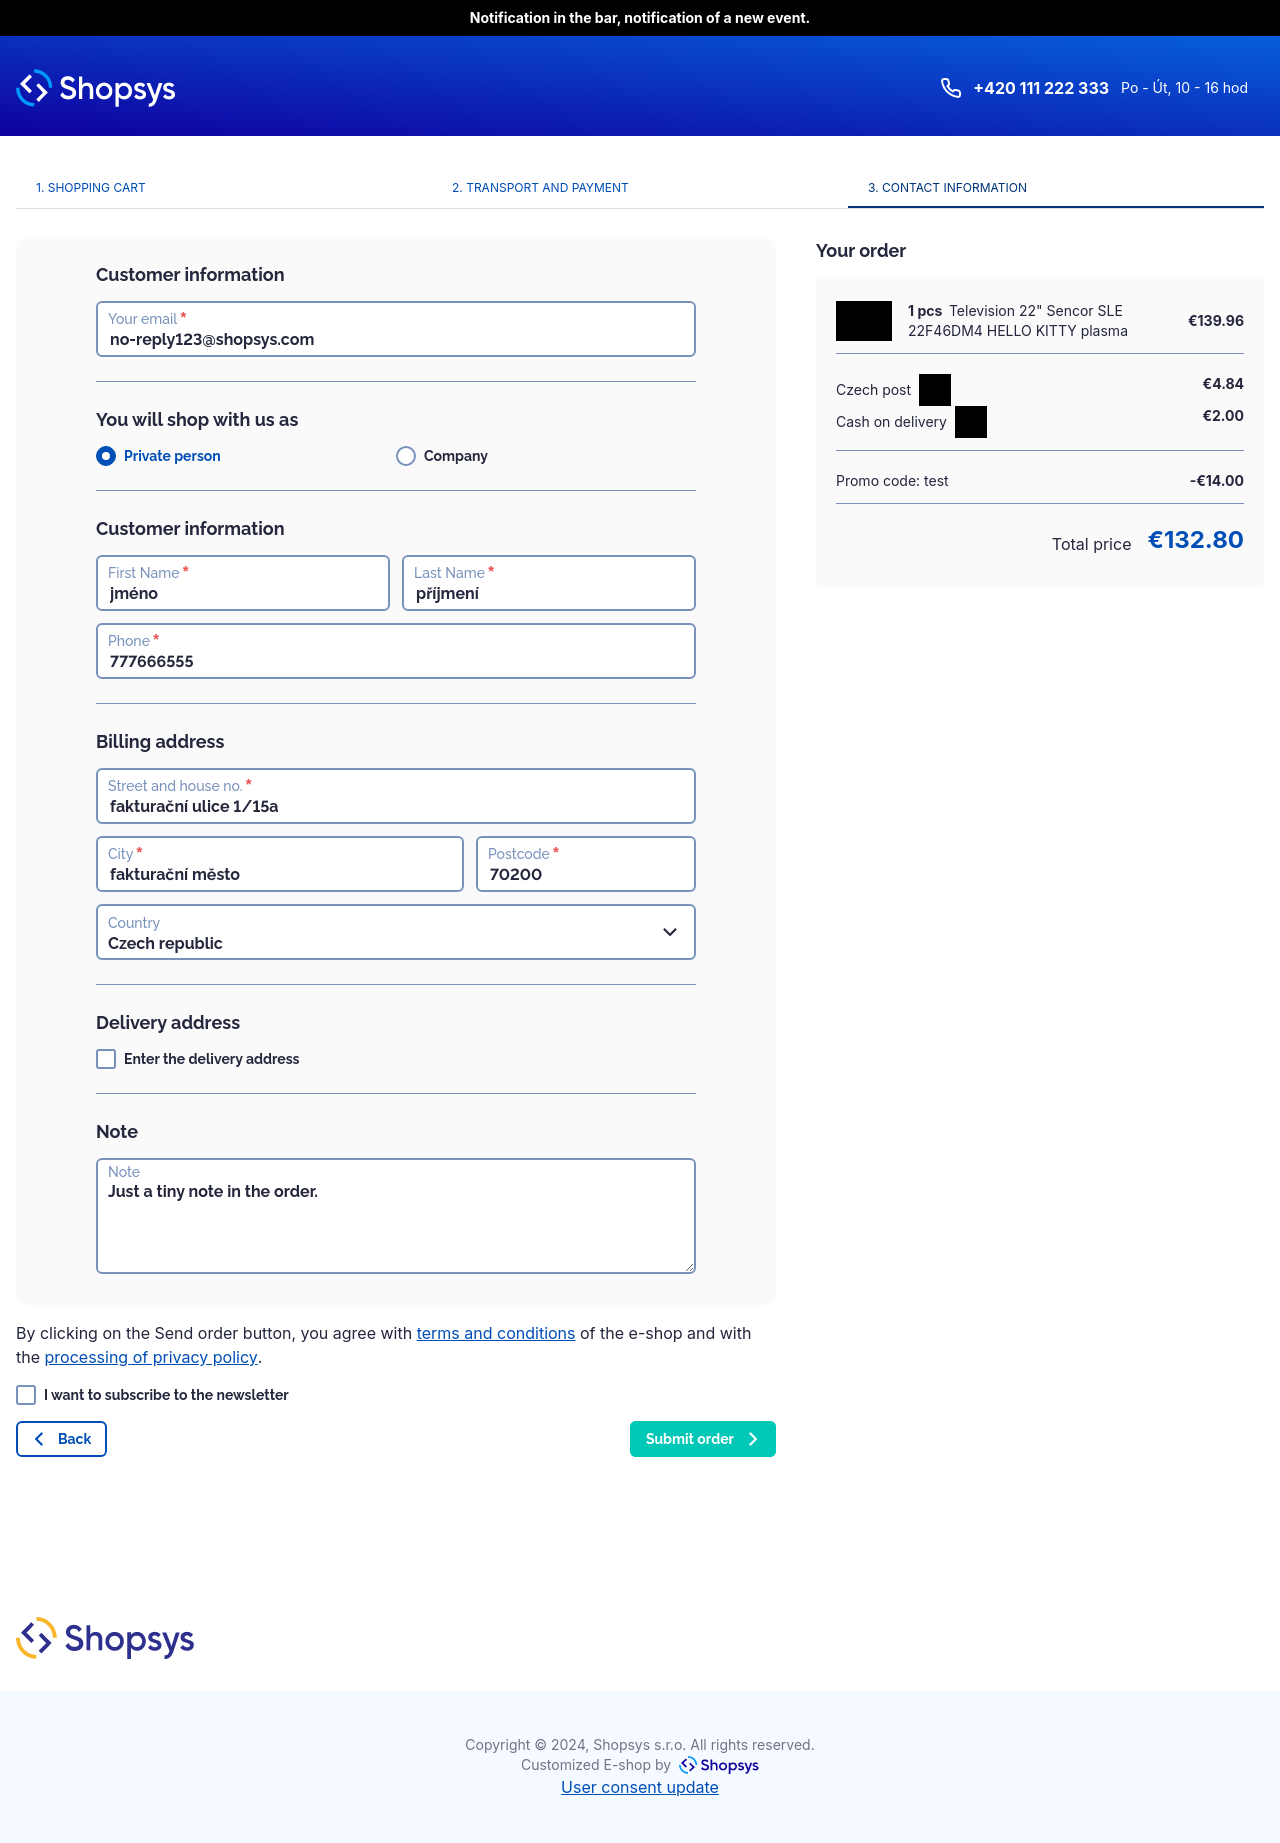 Notification in the bar, notification of a new event.
Shopsys
+420 111 222 333 Po - Út, 10 - 16 hod
1. SHOPPING CART
2. TRANSPORT AND PAYMENT
3. CONTACT INFORMATION
Customer information
Your email *
no-reply123@shopsys.com
You will shop with us as
Private person
Company
Customer information
First Name *
jméno
Last Name *
příjmení
Phone *
777666555
Billing address
Street and house no. *
fakturační ulice 1/15a
City *
fakturační město
Postcode *
70200
Country
Czech republic
Delivery address
Enter the delivery address
Note
Note
Just a tiny note in the order.
By clicking on the Send order button, you agree with terms and conditions of the e-shop and with
the processing of privacy policy.
I want to subscribe to the newsletter
Back
Submit order
Your order
1 pcs Television 22" Sencor SLE
22F46DM4 HELLO KITTY plasma
€139.96
Czech post
€4.84
Cash on delivery
€2.00
Promo code: test
-€14.00
Total price €132.80
Shopsys
Copyright © 2024, Shopsys s.r.o. All rights reserved.
Customized E-shop by Shopsys
User consent update